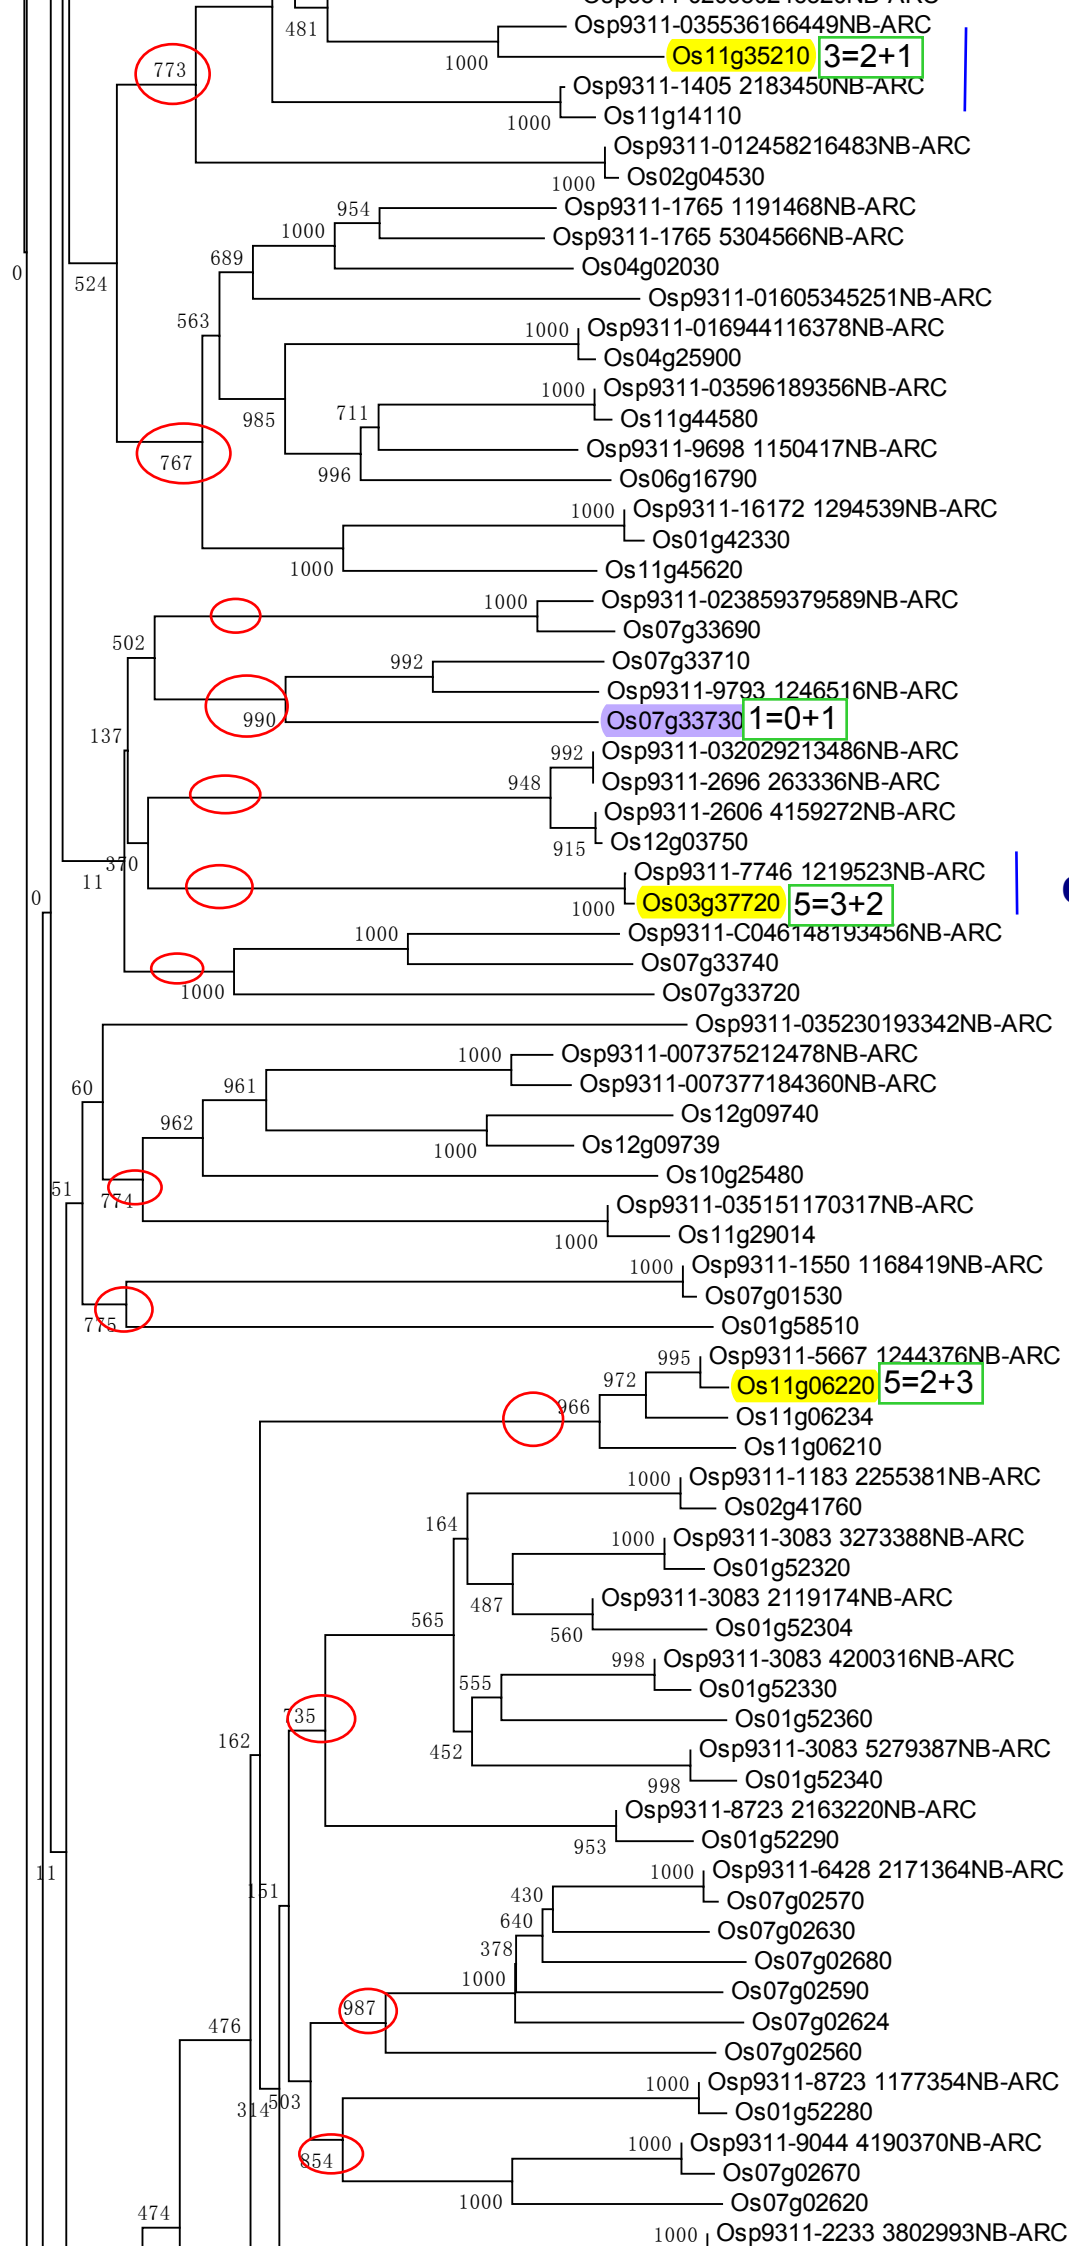 481
Osp9311-035536166449NB-ARC
1000
Os11g35210 3=2+1
773
Osp9311-1405 2183450NB-ARC
1000
Os11g14110
Osp9311-012458216483NB-ARC
1000
Os02g04530
954
Osp9311-1765 1191468NB-ARC
1000
Osp9311-1765 5304566NB-ARC
689
Os04g02030
0
524
Osp9311-01605345251NB-ARC
563
1000
Osp9311-016944116378NB-ARC
Os04g25900
1000
Osp9311-03596189356NB-ARC
985
711
Os11g44580
Osp9311-9698 1150417NB-ARC
767
996
Os06g16790
1000
Osp9311-16172 1294539NB-ARC
Os01g42330
1000
Os11g45620
1000
Osp9311-023859379589NB-ARC
502
Os07g33690
992
Os07g33710
Osp9311-9793 1246516NB-ARC
990
Os07g33730 1=0+1
137
992
Osp9311-032029213486NB-ARC
948
Osp9311-2696 263336NB-ARC
Osp9311-2606 4159272NB-ARC
915
Os12g03750
370
11
Osp9311-7746 1219523NB-ARC
0
1000
Os03g37720 5=3+2
1000
Osp9311-C046148193456NB-ARC
Os07g33740
1000
Os07g33720
Osp9311-035230193342NB-ARC
1000
Osp9311-007375212478NB-ARC
60
961
Osp9311-007377184360NB-ARC
962
Os12g09740
1000
Os12g09739
51
774
Os10g25480
Osp9311-035151170317NB-ARC
1000
Os11g29014
1000
Osp9311-1550 1168419NB-ARC
Os07g01530
775
Os01g58510
995
Osp9311-5667 1244376NB-ARC
972
Os11g06220 5=2+3
966
Os11g06234
Os11g06210
1000
Osp9311-1183 2255381NB-ARC
Os02g41760
164
1000
Osp9311-3083 3273388NB-ARC
Os01g52320
487
Osp9311-3083 2119174NB-ARC
565
560
Os01g52304
998
Osp9311-3083 4200316NB-ARC
555
Os01g52330
735
Os01g52360
162
452
Osp9311-3083 5279387NB-ARC
998
Os01g52340
Osp9311-8723 2163220NB-ARC
953
Os01g52290
11
1000
Osp9311-6428 2171364NB-ARC
151
430
Os07g02570
640
Os07g02630
378
Os07g02680
1000
Os07g02590
987
Os07g02624
476
Os07g02560
1000
Osp9311-8723 1177354NB-ARC
314
503
Os01g52280
1000
Osp9311-9044 4190370NB-ARC
854
Os07g02670
1000
Os07g02620
474
1000
Osp9311-2233 3802993NB-ARC